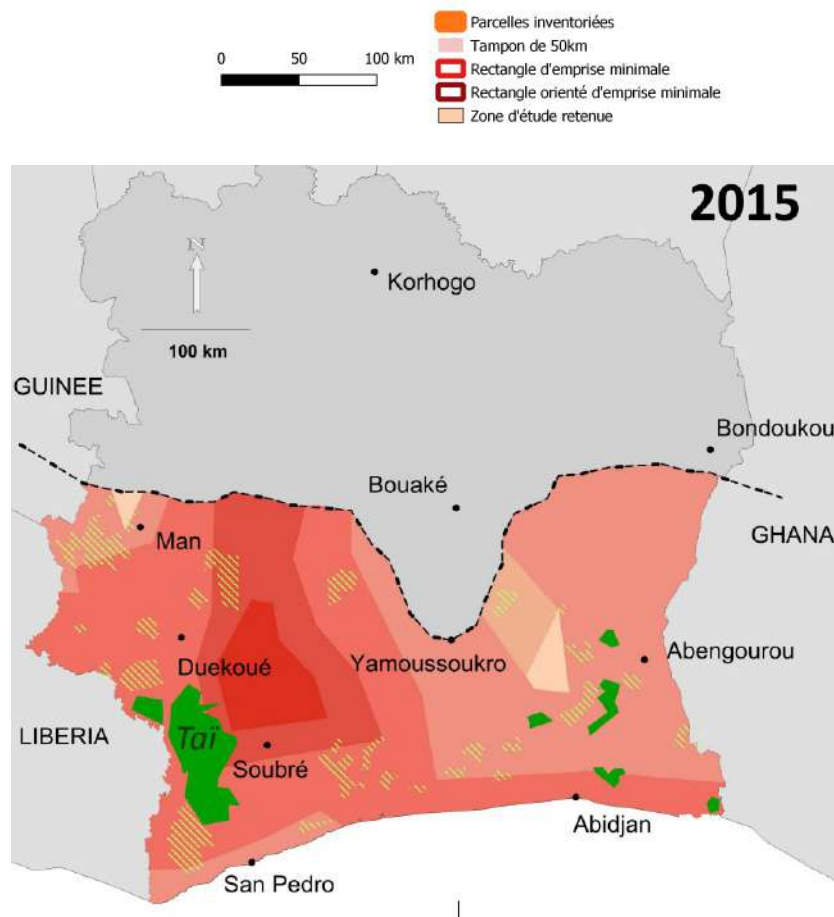 Parcelles inventoriées
Tampon de 50km
0 50 100 km
Rectangle d'emprise minimale
Rectangle orienté d'emprise minimale
Zone d'étude retenue
2015
N
Korhogo
100 km
GUINEE
Bondoukou
Bouaké
Man
GHANA
Duekoué
Yamoussoukro
Abengourou
LIBERIA
Taï
Soubré
Abidjan
San Pedro